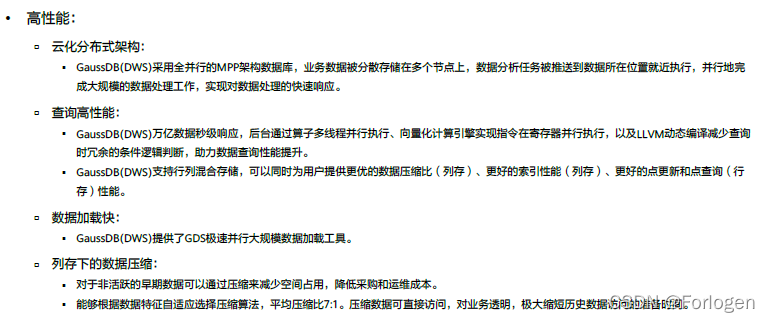 • 高性能：
▫ 云化分布式架构：
▪ GaussDB(DWS)采用全并行的MPP架构数据库，业务数据被分散存储在多个节点上，数据分析任务被推送到数据所在位置就近执行，并行地完
成大规模的数据处理工作，实现对数据处理的快速响应。
▫ 查询高性能：
▪ GaussDB(DWS)万亿数据秒级响应，后台通过算子多线程并行执行、向量化计算引擎实现指令在寄存器并行执行，以及LLVM动态编译减少查询
时冗余的条件逻辑判断，助力数据查询性能提升。
▪ GaussDB(DWS)支持行列混合存储，可以同时为用户提供更优的数据压缩比（列存）、更好的索引性能（列存）、更好的点更新和点查询（行
存）性能。
▫ 数据加载快：
▪ GaussDB(DWS)提供了GDS极速并行大规模数据加载工具。
▫ 列存下的数据压缩：
▪ 对于非活跃的早期数据可以通过压缩来减少空间占用，降低采购和运维成本。
▪ 能够根据数据特征自适应选择压缩算法，平均压缩比7:1。压缩数据可直接访问，对业务透明，极大缩短历史数据访问的准备时间。
CSDN @Forlogen